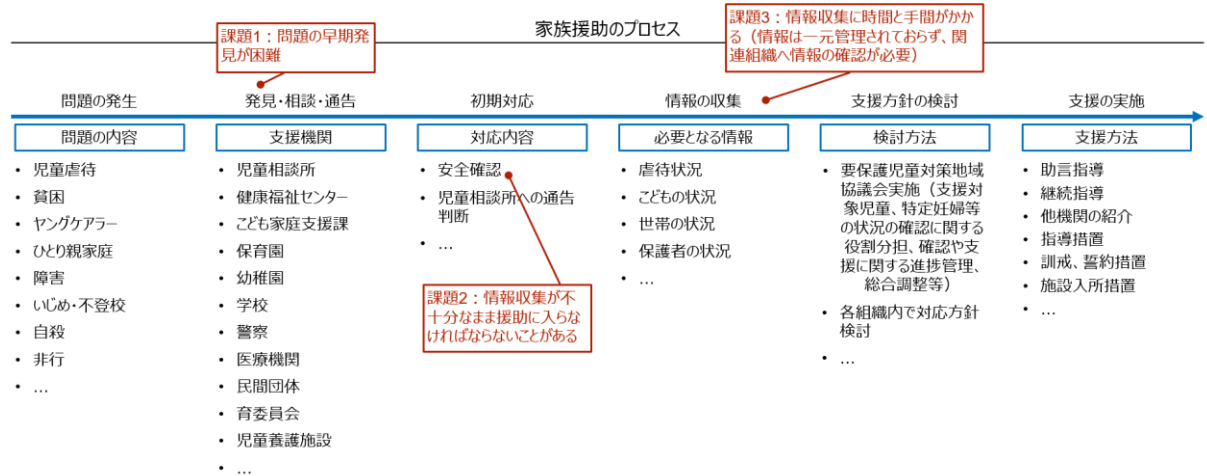 家族援助のプロセス
課題1：問題の早期発
見が困難
課題3：情報収集に時間と手間がかか
る（情報は一元管理されておらず、関
連組織へ情報の確認が必要）
問題の発生
発見・相談・通告
初期対応
情報の収集
支援方針の検討
支援の実施
問題の内容
• 児童虐待
• 貧困
• ヤングケアラー
• ひとり親家庭
• 障害
• いじめ・不登校
• 自殺
• 非行
• …
支援機関
• 児童相談所
• 健康福祉センター
• こども家庭支援課
• 保育園
• 幼稚園
• 学校
• 警察
• 医療機関
• 民間団体
• 育委員会
• 児童養護施設
• …
対応内容
• 安全確認
• 児童相談所への通告
判断
• …
課題2：情報収集が不
十分なまま援助に入らな
ければならないことがある
必要となる情報
• 虐待状況
• こどもの状況
• 世帯の状況
• 保護者の状況
• …
検討方法
• 要保護児童対策地域
協議会実施（支援対
象児童、特定妊婦等
の状況の確認に関する
役割分担、確認や支
援に関する進捗管理、
総合調整等）
• 各組織内で対応方針
検討
• …
支援方法
• 助言指導
• 継続指導
• 他機関の紹介
• 指導措置
• 訓戒、誓約措置
• 施設入所措置
• …